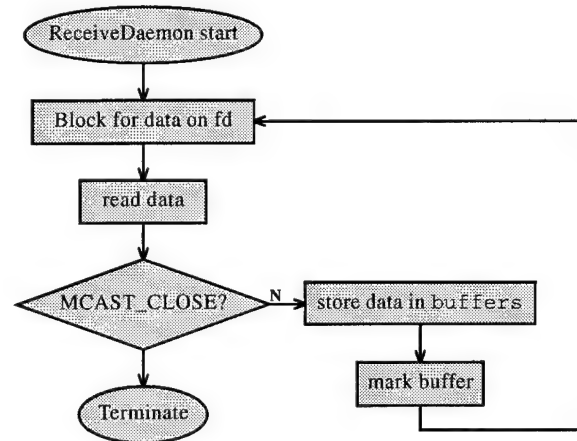 ReceiveDaemon start
Block for data on fd
read data
MCAST_CLOSE?
N
store data in buffers
mark buffer
Terminate